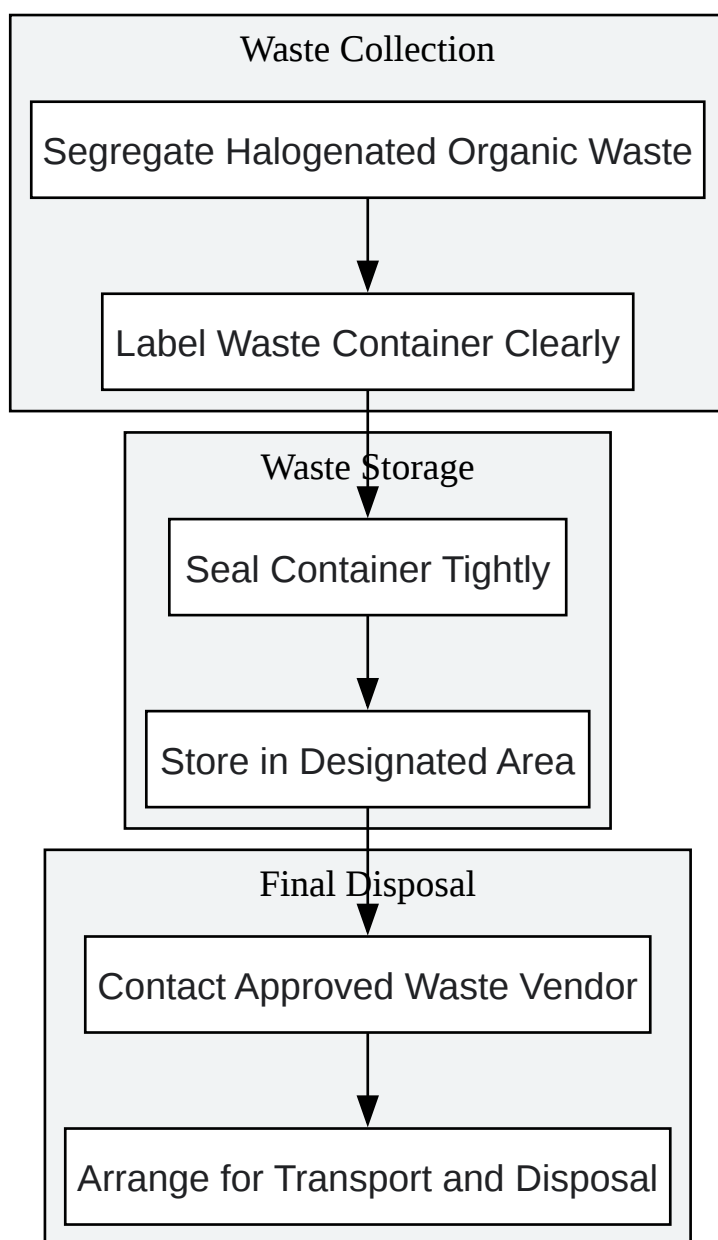 Waste Collection
Segregate Halogenated Organic Waste
Label Waste Container Clearly
Waste Storage
Seal Container Tightly
Store in Designated Area
Final Disposal
Contact Approved Waste Vendor
Arrange for Transport and Disposal